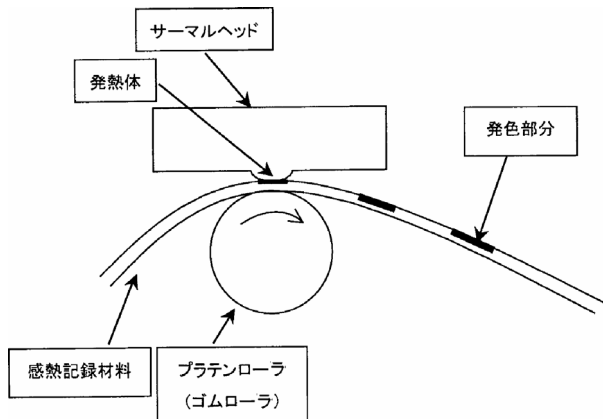 サーマルヘッド
発熱体
発色部分
感熱記録材料
プラテンローラ
(ゴムローラ)